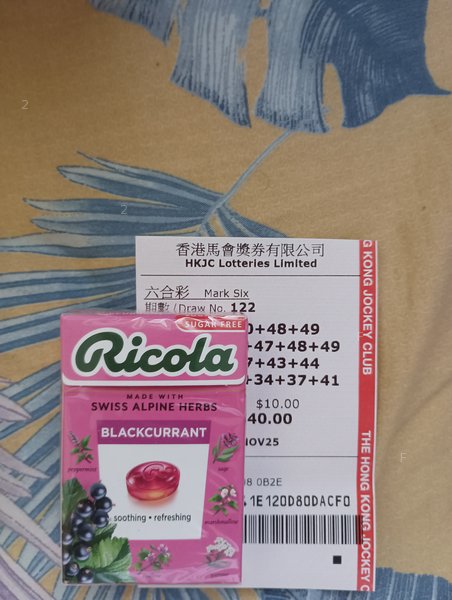 2
2
香港馬會獎券有限公司
HKJC Lotteries Limited
六合彩 Mark Six
期數 (Draw No. 122
0+48+49
47+48+49
7+43+44
+34+37+41
$10.00
40.00
NOV25
08 0B2E
1E120D80DACF0
HONG KONG JOCKEY CLUB
THE HONG KONG JOCKEY C
SUGAR FREE
Ricola
MADE WITH
SWISS ALPINE HERBS
BLACKCURRANT
peppermint
sage
soothing • refreshing
marshmallow
F